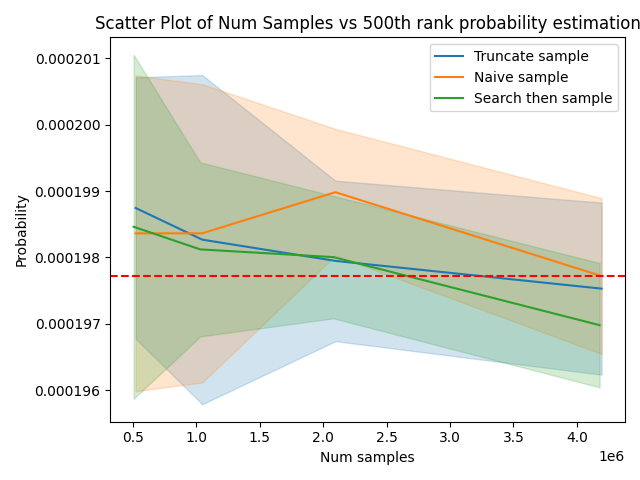 Scatter Plot of Num Samples vs 500th rank probability estimation
Truncate sample
Naive sample
Search then sample
0.000201
0.000200
0.000199
0.000198
0.000197
0.000196
Probability
0.5 1.0 1.5 2.0 2.5 3.0 3.5 4.0
1e6
Num samples